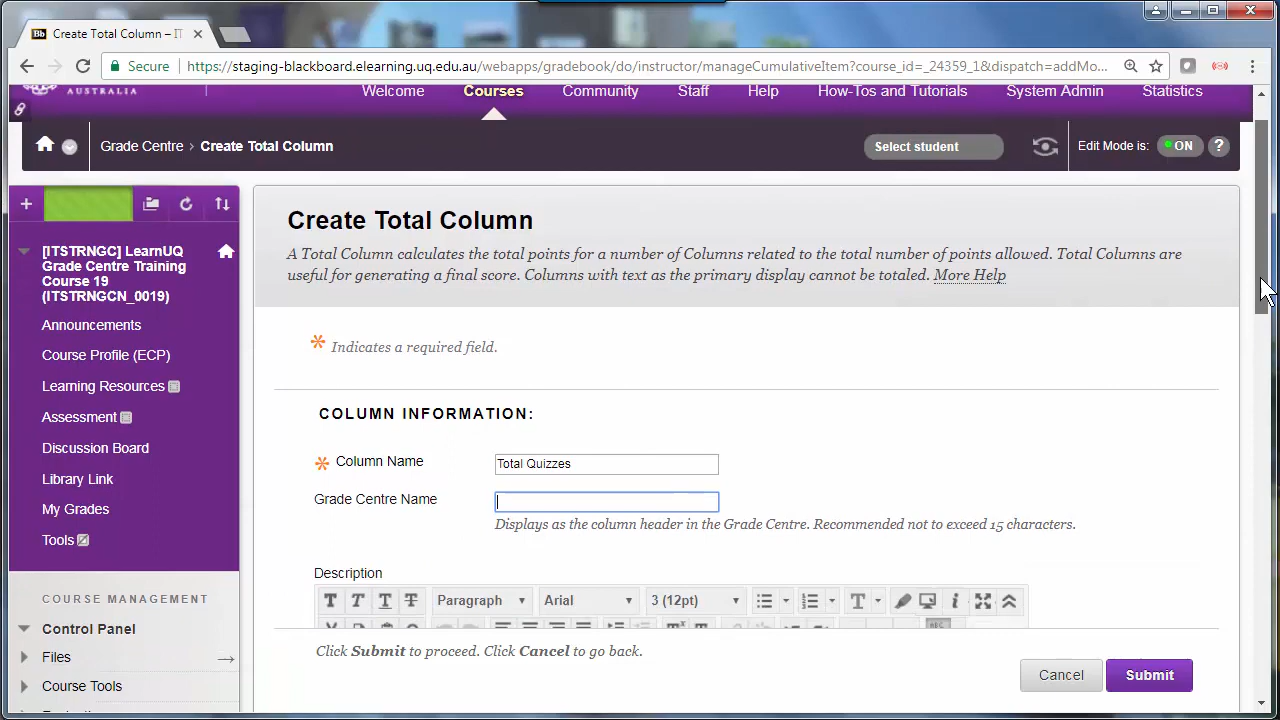 Bb Create Total Column – IT
Secure https://staging-blackboard.elearning.uq.edu.au/webapps/gradebook/do/instructor/manageCumulativeItem?course_id=_24359_1&dispatch=addMo...
AUSTRALIA
Welcome Courses Community Staff Help How-Tos and Tutorials System Admin Statistics
Grade Centre › Create Total Column Select student Edit Mode is: ON ?
[ITSTRNGC] LearnUQ
Grade Centre Training
Course 19
(ITSTRNGCN_0019)
Announcements
Course Profile (ECP)
Learning Resources
Assessment
Discussion Board
Library Link
My Grades
Tools
COURSE MANAGEMENT
Control Panel
Files
Course Tools
Create Total Column
A Total Column calculates the total points for a number of Columns related to the total number of points allowed. Total Columns are
useful for generating a final score. Columns with text as the primary display cannot be totaled. More Help
* Indicates a required field.
COLUMN INFORMATION:
* Column Name Total Quizzes
Grade Centre Name
Displays as the column header in the Grade Centre. Recommended not to exceed 15 characters.
Description
T T T T Paragraph Arial 3 (12pt) T i
Click Submit to proceed. Click Cancel to go back.
Cancel Submit